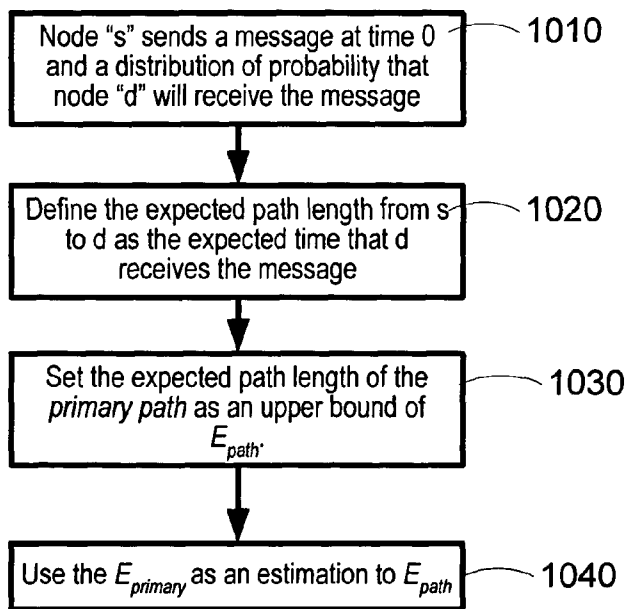 Node “s” sends a message at time 0
and a distribution of probability that
node “d” will receive the message
1010
Define the expected path length from s
to d as the expected time that d
receives the message
1020
Set the expected path length of the
primary path as an upper bound of
E_path.
1030
Use the E_primary as an estimation to E_path
1040